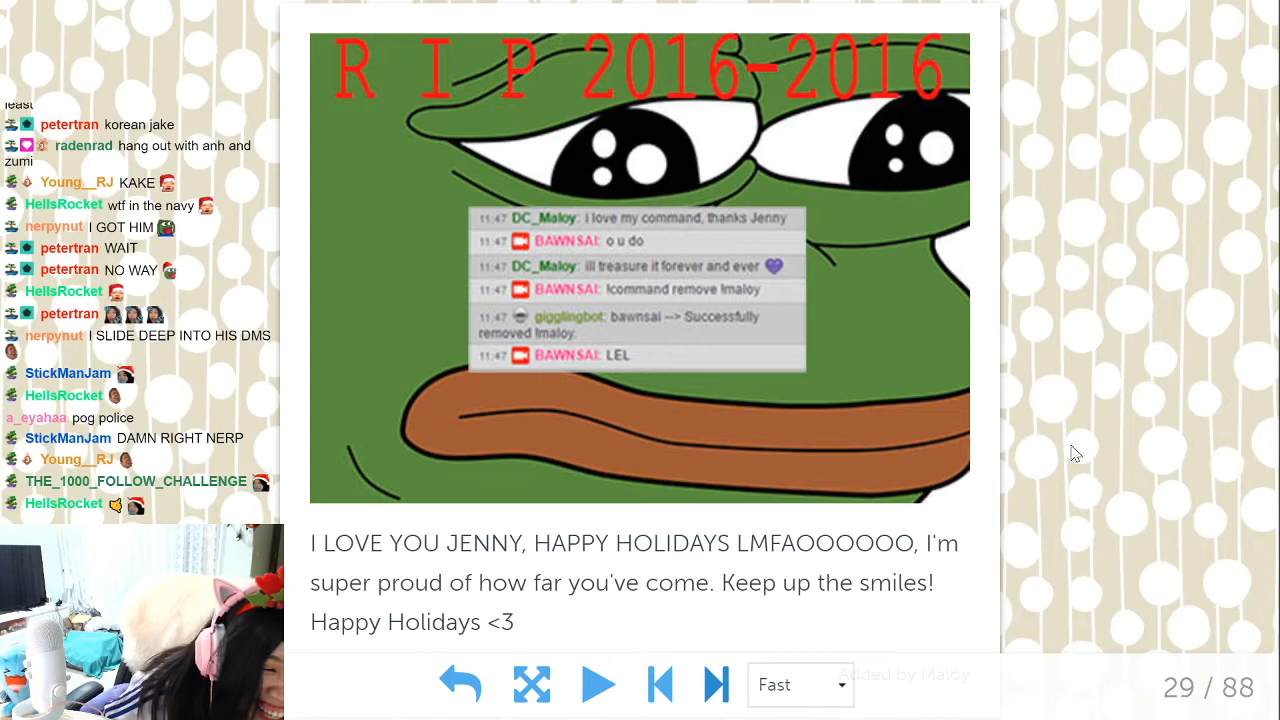 least
petertran korean jake
radenrad hang out with anh and
zumi
Young__RJ KAKE
HellsRocket wtf in the navy
nerpynut I GOT HIM
petertran WAIT
petertran NO WAY
HellsRocket
petertran
nerpynut I SLIDE DEEP INTO HIS DMS
StickManJam
HellsRocket
a_eyahaa pog police
StickManJam DAMN RIGHT NERP
Young__RJ
THE_1000_FOLLOW_CHALLENGE
HellsRocket
R I P 2016-2016
11:47 DC_Maloy: i love my command, thanks Jenny
11:47 BAWNSAI: o u do
11:47 DC_Maloy: ill treasure it forever and ever
11:47 BAWNSAI: !command remove !maloy
11:47 gigglingbot: bawnsai --> Successfully
removed !maloy.
11:47 BAWNSAI: LEL
I LOVE YOU JENNY, HAPPY HOLIDAYS LMFAOOOOOO, I'm
super proud of how far you've come. Keep up the smiles!
Happy Holidays <3
Added by Maloy
Fast
29 / 88